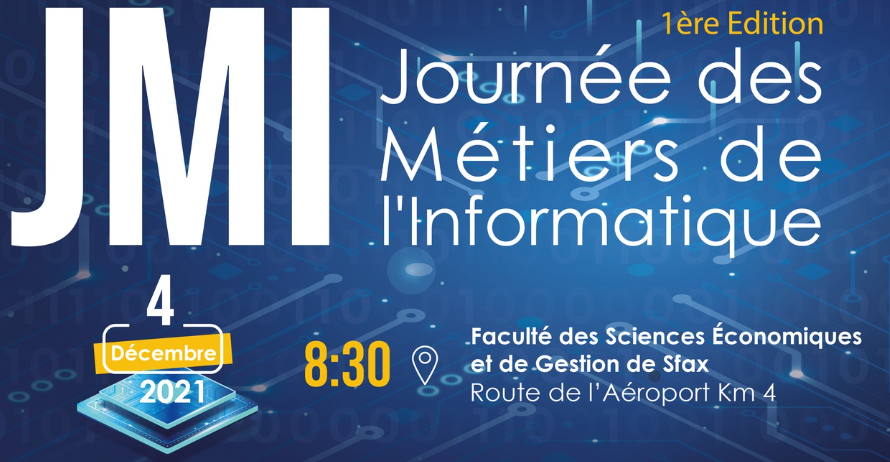 JMI
1ère Edition
Journée des
Métiers de
l'Informatique
4
Décembre
2021
8:30
Faculté des Sciences Économiques
et de Gestion de Sfax
Route de l'Aéroport Km 4